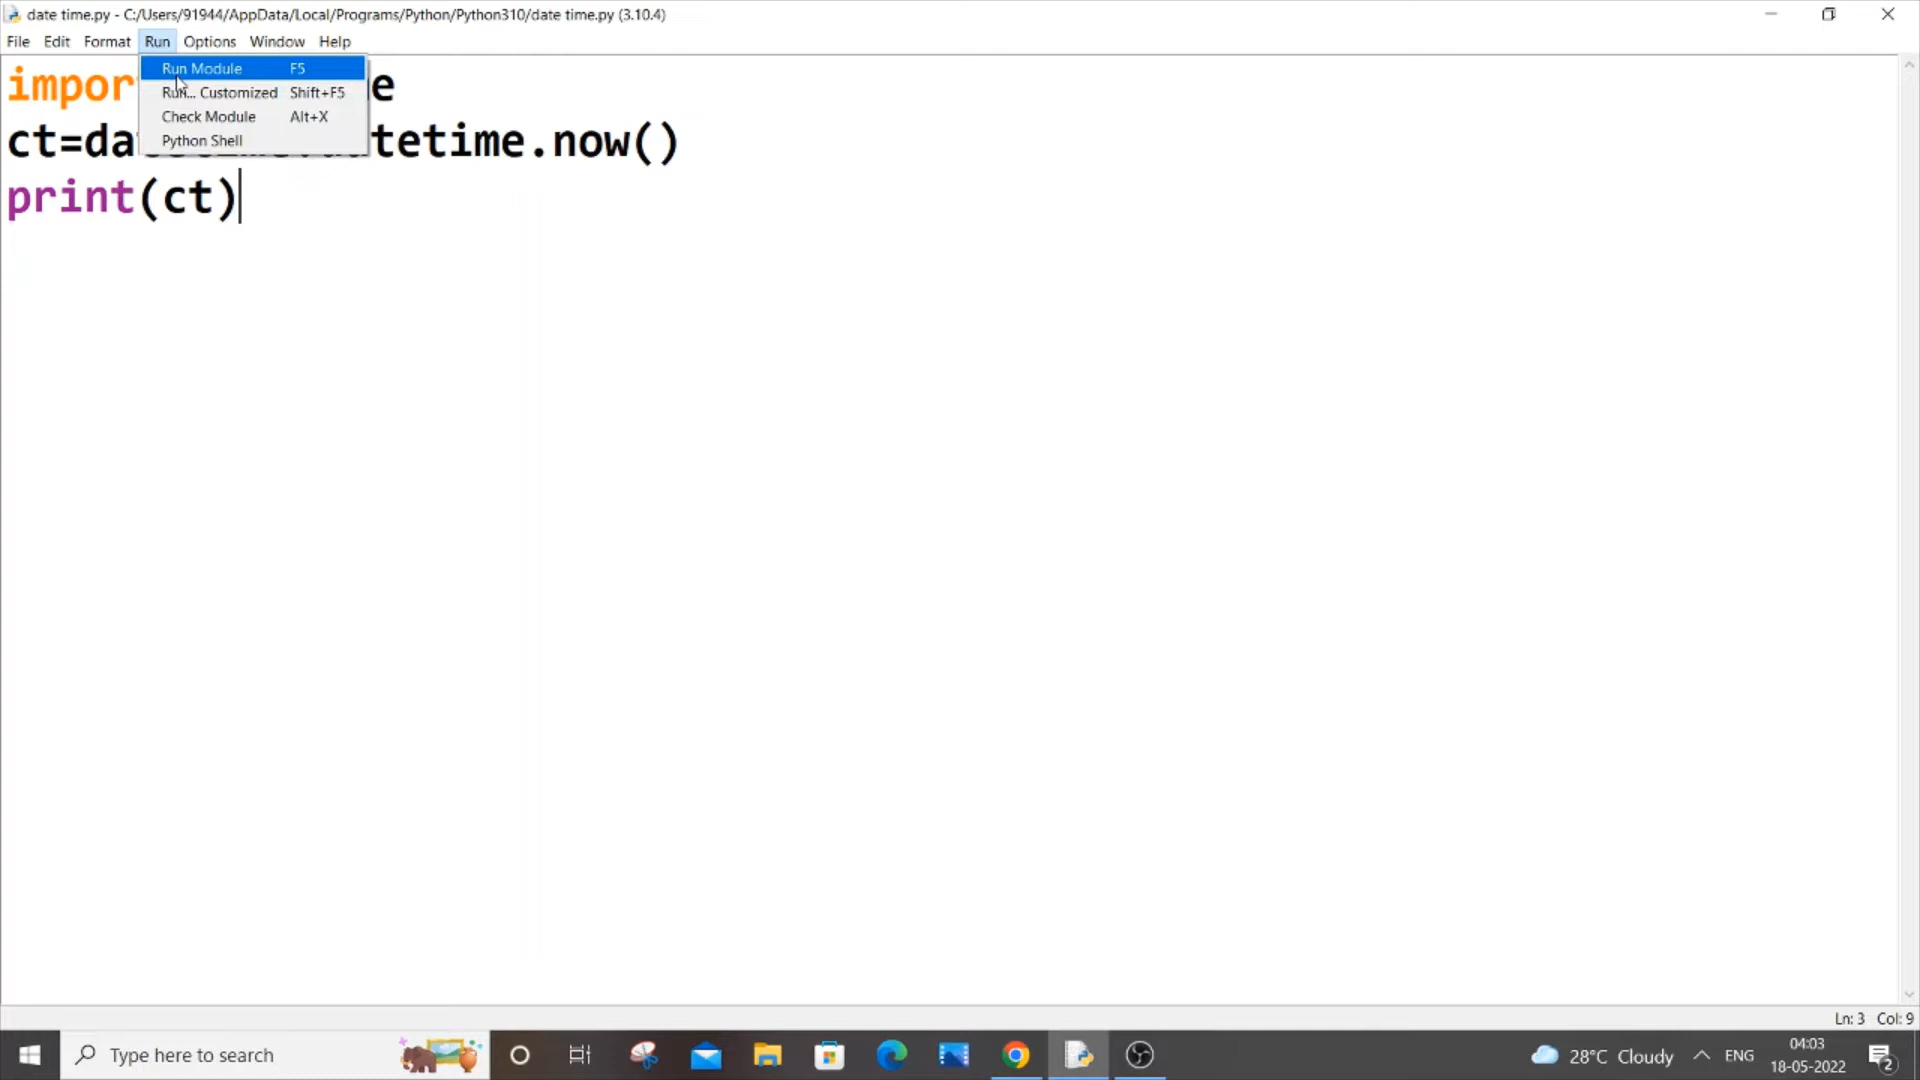 date time.py - C:/Users/91944/AppData/Local/Programs/Python/Python310/date time.py (3.10.4)
File Edit Format Run Options Window Help
Run Module F5
Run... Customized Shift+F5
Check Module Alt+X
Python Shell
impor e
ct=da tetime.now()
print(ct)
Ln: 3 Col: 9
Type here to search
28°C Cloudy
ENG
04:03
18-05-2022
2